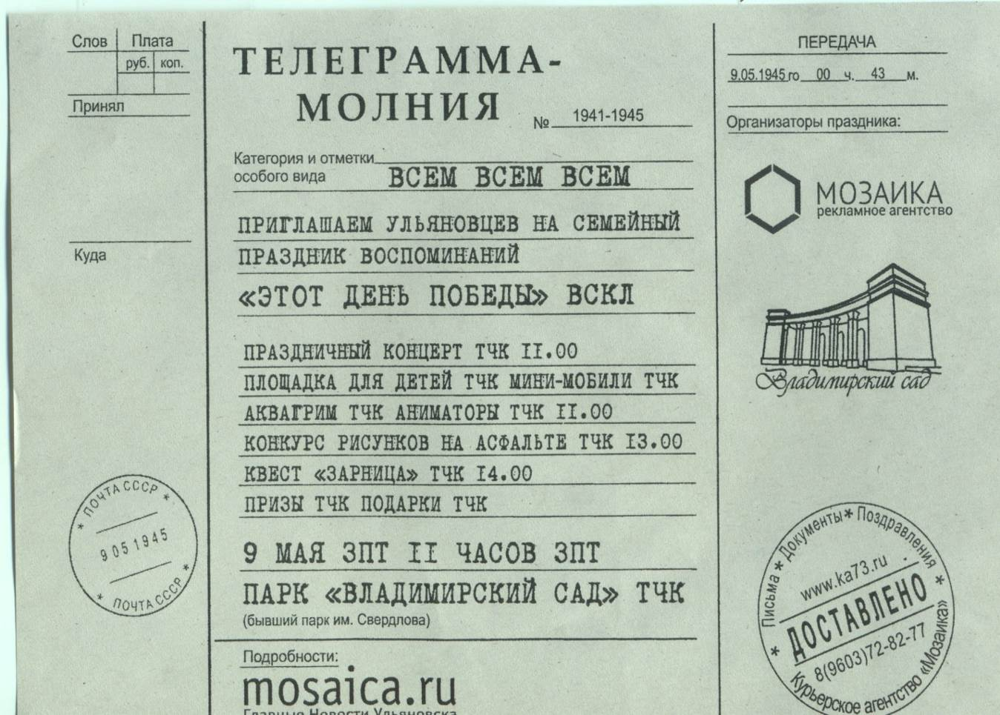 Слов Плата
руб. коп.
Принял
Куда
* ПОЧТА СССР *
9 05 1945
* ПОЧТА СССР *
ТЕЛЕГРАММА-
МОЛНИЯ
№ 1941-1945
Категория и отметки
особого вида ВСЕМ ВСЕМ ВСЕМ
ПРИГЛАШАЕМ УЛЬЯНОВЦЕВ НА СЕМЕЙНЫЙ
ПРАЗДНИК ВОСПОМИНАНИЙ
«ЭТОТ ДЕНЬ ПОБЕДЫ» ВСКЛ
ПРАЗДНИЧНЫЙ КОНЦЕРТ ТЧК 11.00
ПЛОЩАДКА ДЛЯ ДЕТЕЙ ТЧК МИНИ-МОБИЛИ ТЧК
АКВАГРИМ ТЧК АНИМАТОРЫ ТЧК 11.00
КОНКУРС РИСУНКОВ НА АСФАЛЬТЕ ТЧК 13.00
КВЕСТ «ЗАРНИЦА» ТЧК 14.00
ПРИЗЫ ТЧК ПОДАРКИ ТЧК
9 МАЯ ЗПТ 11 ЧАСОВ ЗПТ
ПАРК «ВЛАДИМИРСКИЙ САД» ТЧК
(бывший парк им. Свердлова)
Подробности:
mosaica.ru
Главные Новости Ульяновска
ПЕРЕДАЧА
9.05.1945 го 00 ч. 43 м.
Организаторы праздника:
МОЗАИКА
рекламное агентство
Владимирский сад
* Письма * Документы * Поздравления *
www.ka73.ru
ДОСТАВЛЕНО
8(9603)72-82-77
Курьерское агентство «Мозаика»